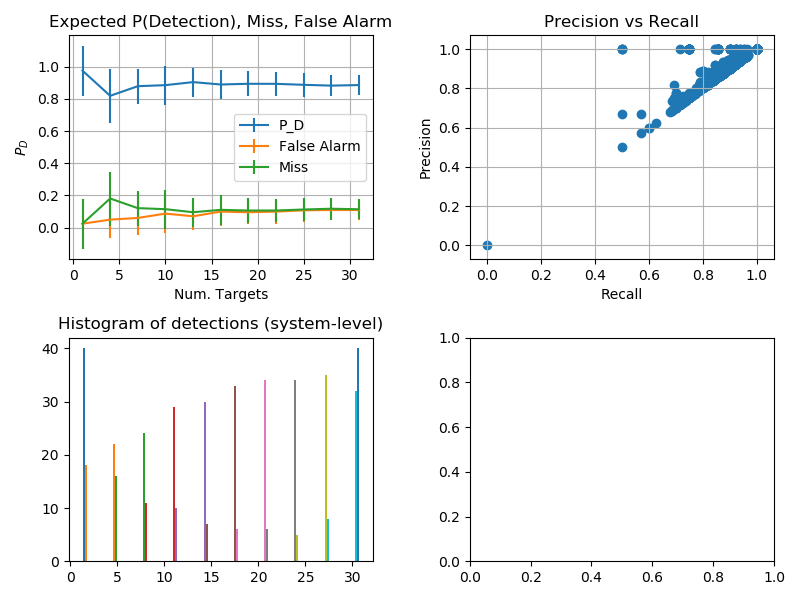 Expected P(Detection), Miss, False Alarm
1.0
0.8
0.6
0.4
0.2
0.0
P_D
P_D
False Alarm
Miss
0 5 10 15 20 25 30
Num. Targets
Precision vs Recall
1.0
0.8
0.6
0.4
0.2
0.0
Precision
0.0 0.2 0.4 0.6 0.8 1.0
Recall
Histogram of detections (system-level)
40
30
20
10
0
0 5 10 15 20 25 30
1.0
0.8
0.6
0.4
0.2
0.0
0.0 0.2 0.4 0.6 0.8 1.0